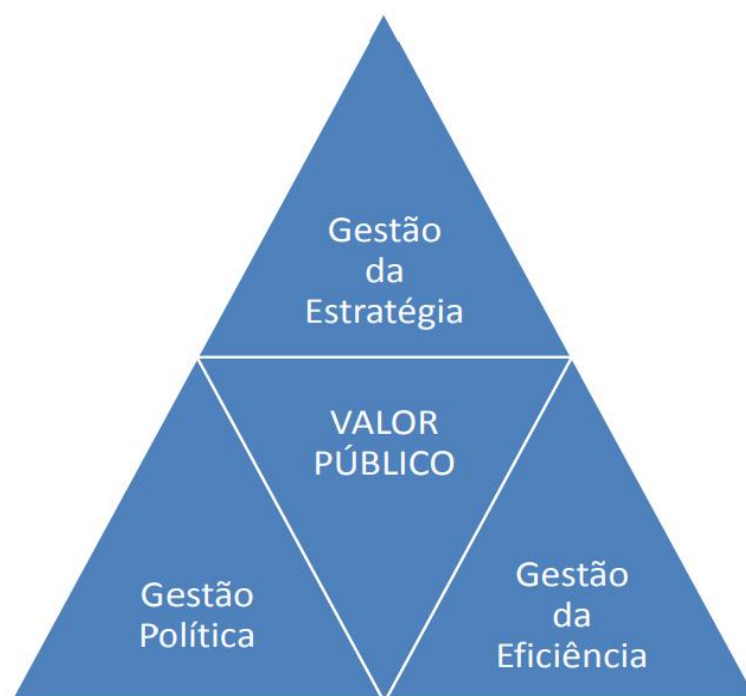 Gestão
da
Estratégia
VALOR
PÚBLICO
Gestão
Política
Gestão
da
Eficiência